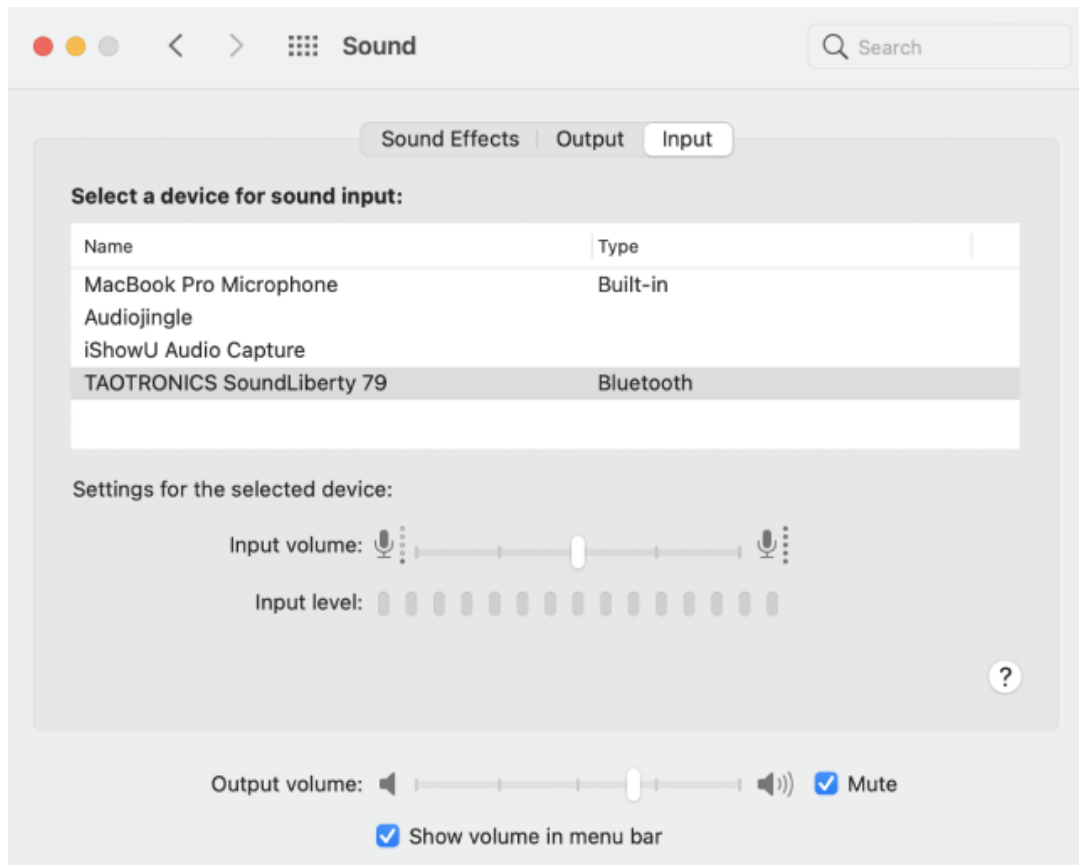 Sound
Search
Sound Effects Output Input
Select a device for sound input:
Name Type
MacBook Pro Microphone Built-in
Audiojingle
iShowU Audio Capture
TAOTRONICS SoundLiberty 79 Bluetooth
Settings for the selected device:
Input volume:
Input level:
?
Output volume: Mute
Show volume in menu bar